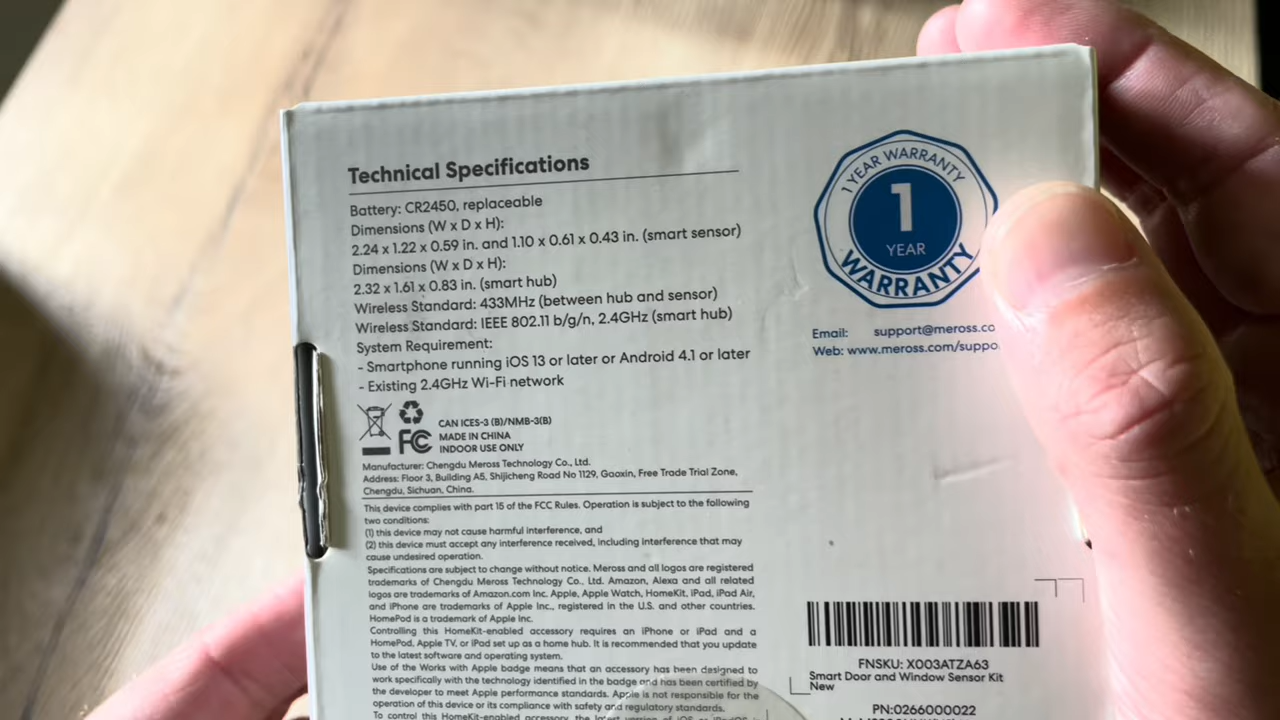 Technical Specifications
Battery: CR2450, replaceable
Dimensions (W x D x H):
2.24 x 1.22 x 0.59 in. and 1.10 x 0.61 x 0.43 in. (smart sensor)
Dimensions (W x D x H):
2.32 x 1.61 x 0.83 in. (smart hub)
Wireless Standard: 433MHz (between hub and sensor)
Wireless Standard: IEEE 802.11 b/g/n, 2.4GHz (smart hub)
System Requirement:
- Smartphone running iOS 13 or later or Android 4.1 or later
- Existing 2.4GHz Wi-Fi network
FC
CAN ICES-3 (B)/NMB-3(B)
MADE IN CHINA
INDOOR USE ONLY
Manufacturer: Chengdu Meross Technology Co., Ltd.
Address: Floor 3, Building A5, Shijicheng Road No 1129, Gaoxin, Free Trade Trial Zone,
Chengdu, Sichuan, China.
This device complies with part 15 of the FCC Rules. Operation is subject to the following
two conditions:
(1) this device may not cause harmful interference, and
(2) this device must accept any interference received, including interference that may
cause undesired operation.
Specifications are subject to change without notice. Meross and all logos are registered
trademarks of Chengdu Meross Technology Co., Ltd. Amazon, Alexa and all related
logos are trademarks of Amazon.com Inc. Apple, Apple Watch, HomeKit, iPad, iPad Air,
and iPhone are trademarks of Apple Inc., registered in the U.S. and other countries.
HomePod is a trademark of Apple Inc.
Controlling this HomeKit-enabled accessory requires an iPhone or iPad and a
HomePod, Apple TV, or iPad set up as a home hub. It is recommended that you update
to the latest software and operating system.
Use of the Works with Apple badge means that an accessory has been designed to
work specifically with the technology identified in the badge and has been certified by
the developer to meet Apple performance standards. Apple is not responsible for the
operation of this device or its compliance with safety and regulatory standards.
To control this HomeKit-enabled accessory, the latest version of iOS or iPadOS is
1 YEAR WARRANTY
1
YEAR
WARRANTY
Email: support@meross.co
Web: www.meross.com/suppo
FNSKU: X003ATZA63
Smart Door and Window Sensor Kit
New
PN:0266000022